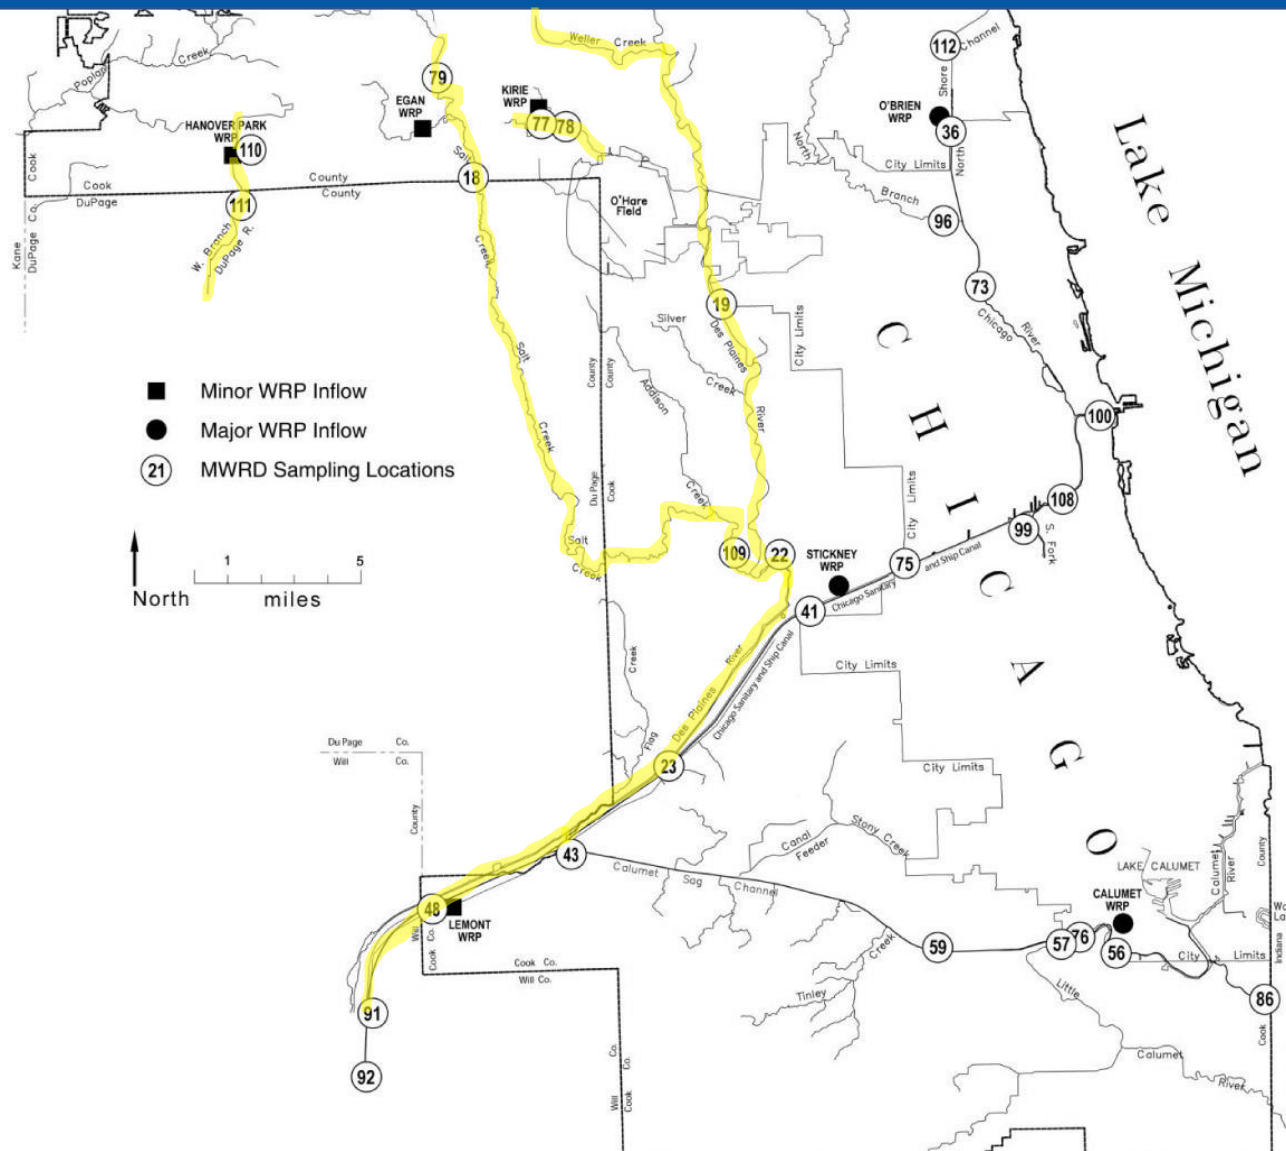 Weller Creek
112
Channel
Shore
Poplar
Creek
79
EGAN
WRP
KIRIE
WRP
77
78
O'BRIEN
WRP
36
HANOVER PARK
WRP
110
North
City Limits
North
Salt
18
Cook
Cook
County
DuPage
County
Kane Co.
DuPage
O'Hare
Field
Branch
96
111
W. Branch
DuPage R.
Creek
73
Chicago
River
Lake Michigan
19
Silver
Des Plaines
City Limits
Creek
Salt
County
County
Addison
River
100
CHICAGO
Minor WRP Inflow
Major WRP Inflow
21
MWRD Sampling Locations
Creek
Du Page
Cook
Creek
City Limits
108
99
S. Fork
Salt
Creek
109
22
STICKNEY
WRP
75
and Ship Canal
Chicago Sanitary
41
1
5
North
miles
City Limits
Creek
River
Des Plaines
Chicago Sanitary and Ship Canal
Flag
23
Du Page Co.
Will Co.
County
City Limits
43
Calumet Sag Channel
Canal
Feeder
Stony Creek
LAKE CALUMET
Calumet
River
County
CALUMET
WRP
48
LEMONT
WRP
Will
Cook Co.
Cook Co.
Will Co.
59
57
76
56
City Limits
Indiana
Creek
Tinley
Little
86
Cook
91
92
Calumet
River
Co.
Co.
Will
Cook